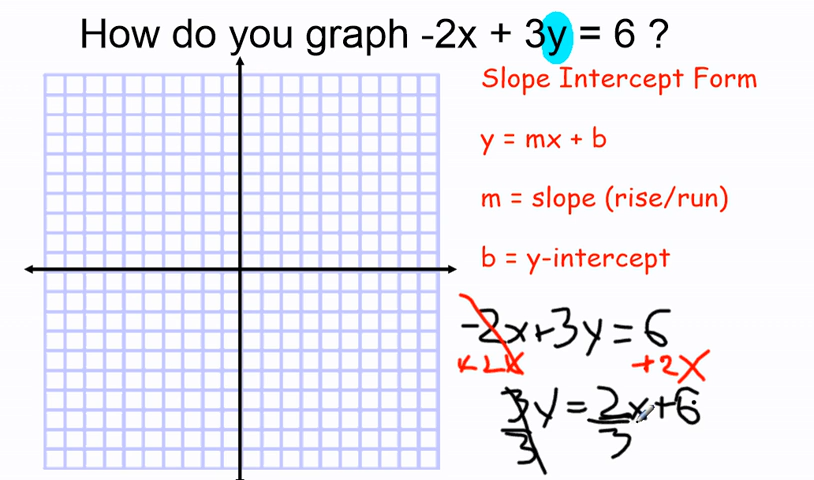 How do you graph -2x + 3y = 6 ?
Slope Intercept Form
y = mx + b
m = slope (rise/run)
b = y-intercept
-2x+3y=6
+2x +2x
3y=2x+6
3 3